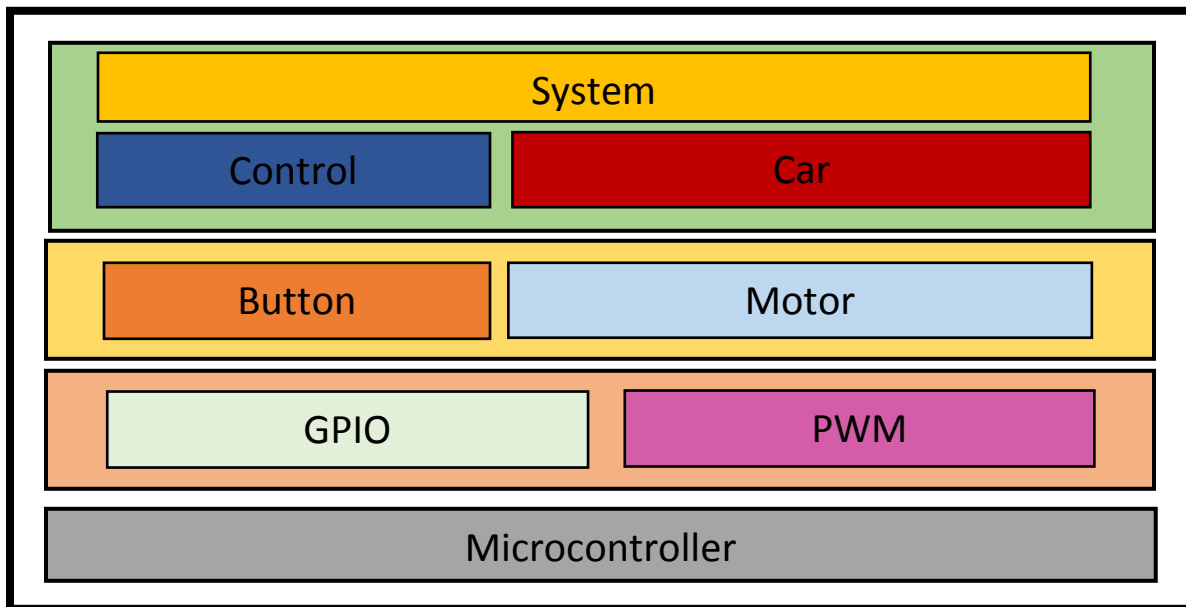 System
Control
Car
Button
Motor
GPIO
PWM
Microcontroller